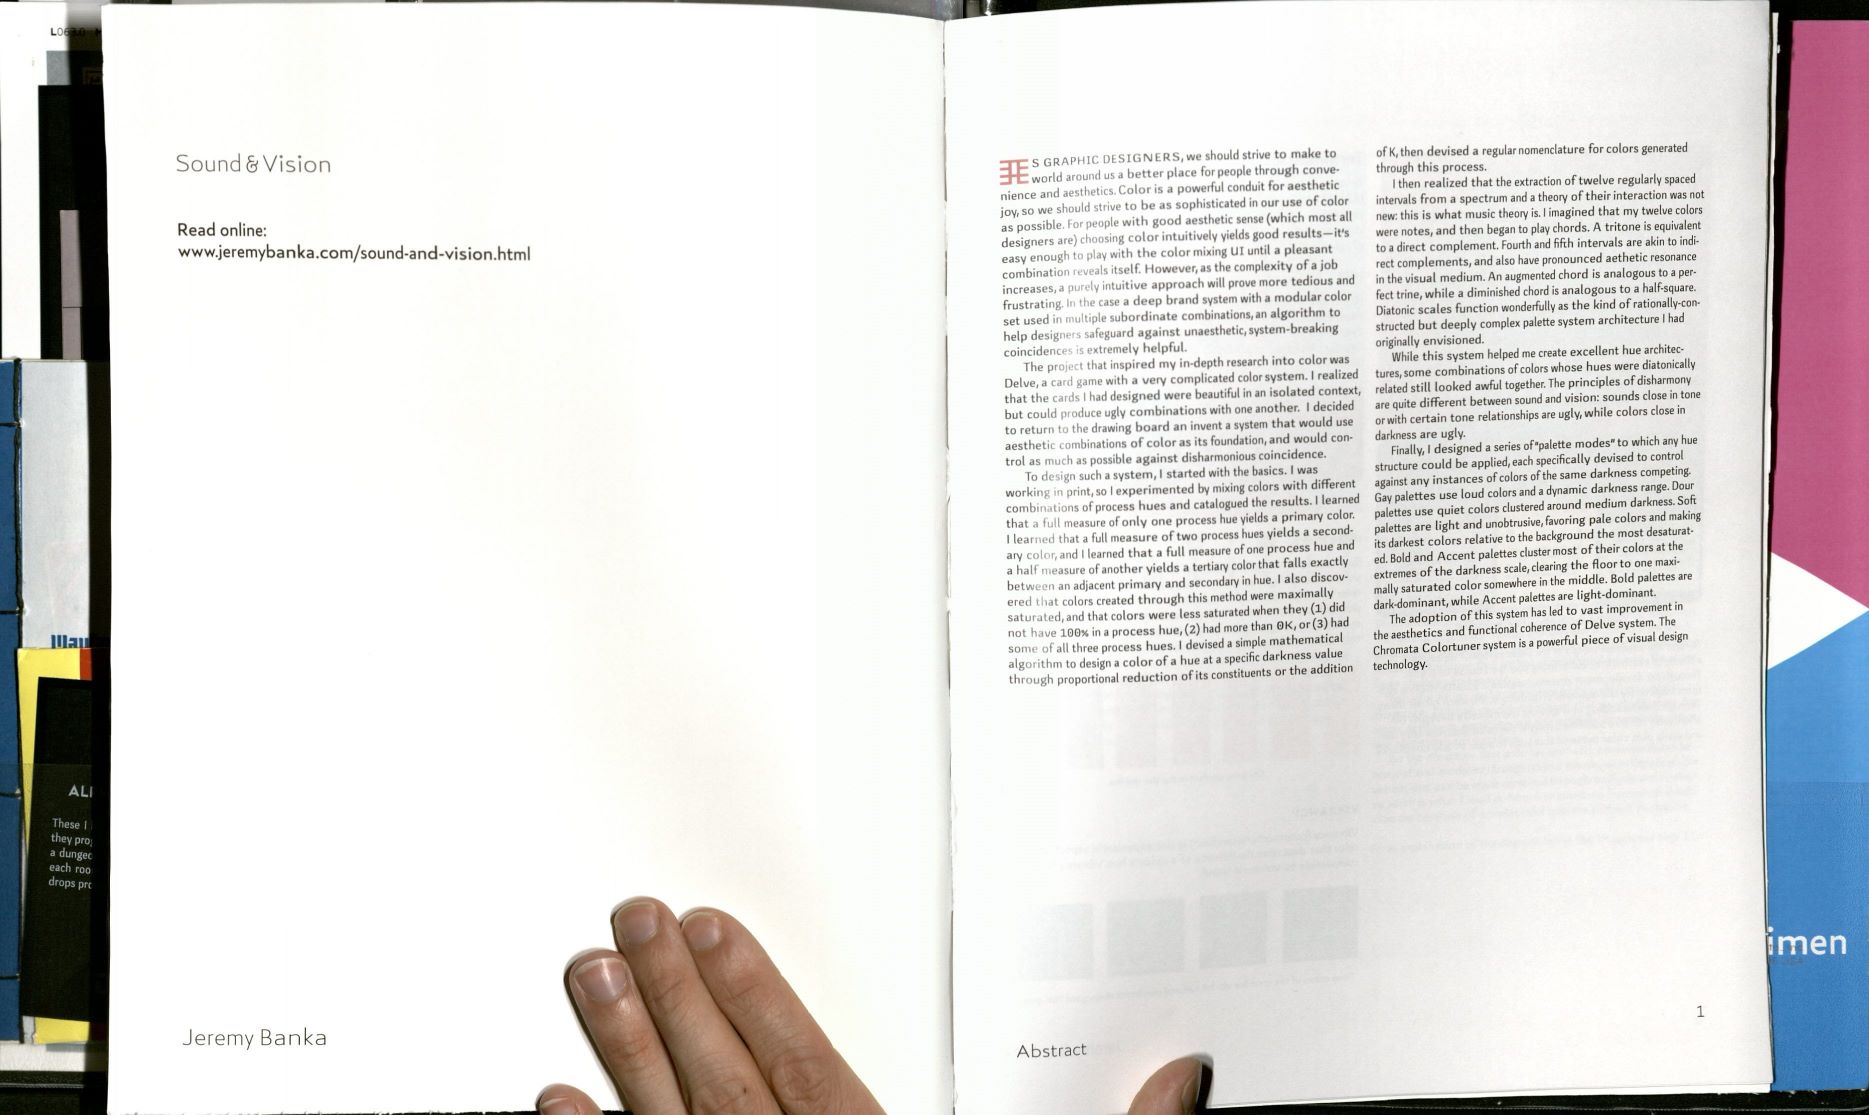 L063.0
Sound & Vision
Read online:
www.jeremybanka.com/sound-and-vision.html
Jeremy Banka
S GRAPHIC DESIGNERS, we should strive to make to
world around us a better place for people through conve-
nience and aesthetics. Color is a powerful conduit for aesthetic
joy, so we should strive to be as sophisticated in our use of color
as possible. For people with good aesthetic sense (which most all
designers are) choosing color intuitively yields good results—it's
easy enough to play with the color mixing UI until a pleasant
combination reveals itself. However, as the complexity of a job
increases, a purely intuitive approach will prove more tedious and
frustrating. In the case a deep brand system with a modular color
set used in multiple subordinate combinations, an algorithm to
help designers safeguard against unaesthetic, system-breaking
coincidences is extremely helpful.
The project that inspired my in-depth research into color was
Delve, a card game with a very complicated color system. I realized
that the cards I had designed were beautiful in an isolated context,
but could produce ugly combinations with one another. I decided
to return to the drawing board an invent a system that would use
aesthetic combinations of color as its foundation, and would con-
trol as much as possible against disharmonious coincidence.
To design such a system, I started with the basics. I was
working in print, so I experimented by mixing colors with different
combinations of process hues and catalogued the results. I learned
that a full measure of only one process hue yields a primary color.
I learned that a full measure of two process hues yields a second-
ary color, and I learned that a full measure of one process hue and
a half measure of another yields a tertiary color that falls exactly
between an adjacent primary and secondary in hue. I also discov-
ered that colors created through this method were maximally
saturated, and that colors were less saturated when they (1) did
not have 100% in a process hue, (2) had more than 0K, or (3) had
some of all three process hues. I devised a simple mathematical
algorithm to design a color of a hue at a specific darkness value
through proportional reduction of its constituents or the addition
of K, then devised a regular nomenclature for colors generated
through this process.
I then realized that the extraction of twelve regularly spaced
intervals from a spectrum and a theory of their interaction was not
new: this is what music theory is. I imagined that my twelve colors
were notes, and then began to play chords. A tritone is equivalent
to a direct complement. Fourth and fifth intervals are akin to indi-
rect complements, and also have pronounced aethetic resonance
in the visual medium. An augmented chord is analogous to a per-
fect trine, while a diminished chord is analogous to a half-square.
Diatonic scales function wonderfully as the kind of rationally-con-
structed but deeply complex palette system architecture I had
originally envisioned.
While this system helped me create excellent hue architec-
tures, some combinations of colors whose hues were diatonically
related still looked awful together. The principles of disharmony
are quite different between sound and vision: sounds close in tone
or with certain tone relationships are ugly, while colors close in
darkness are ugly.
Finally, I designed a series of "palette modes" to which any hue
structure could be applied, each specifically devised to control
against any instances of colors of the same darkness competing.
Gay palettes use loud colors and a dynamic darkness range. Dour
palettes use quiet colors clustered around medium darkness. Soft
palettes are light and unobtrusive, favoring pale colors and making
its darkest colors relative to the background the most desaturat-
ed. Bold and Accent palettes cluster most of their colors at the
extremes of the darkness scale, clearing the floor to one maxi-
mally saturated color somewhere in the middle. Bold palettes are
dark-dominant, while Accent palettes are light-dominant.
The adoption of this system has led to vast improvement in
the aesthetics and functional coherence of Delve system. The
Chromata Colortuner system is a powerful piece of visual design
technology.
1
Abstract
These I
they pro
a dunge
each roo
drops pro
imen